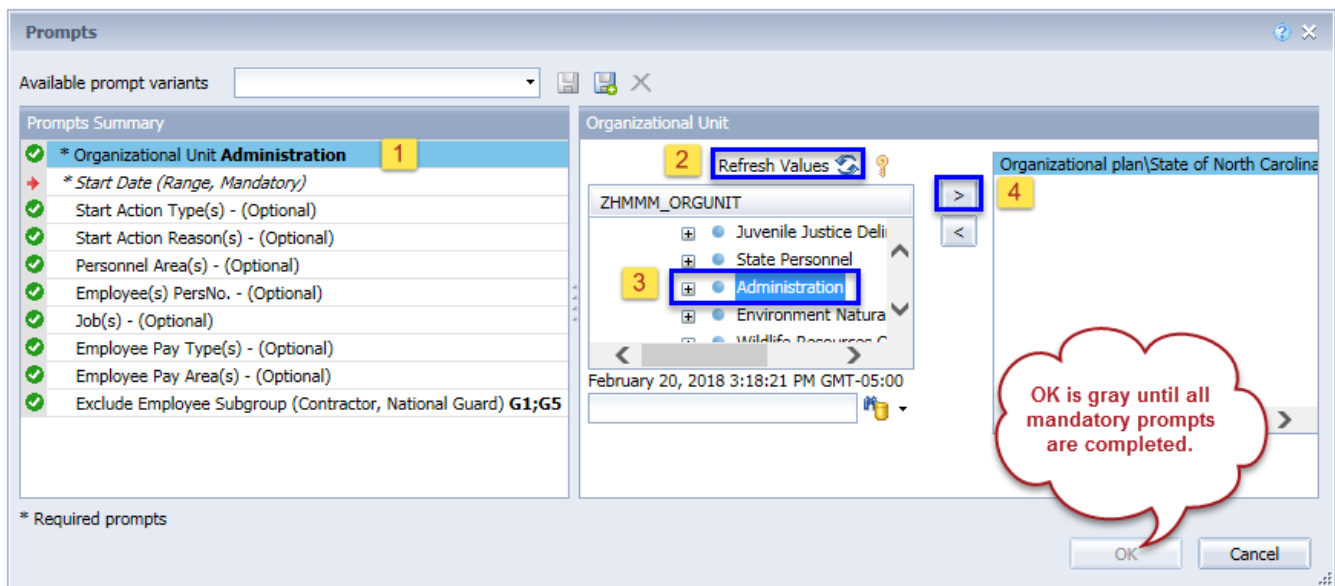 Prompts
Available prompt variants
Prompts Summary
* Organizational Unit Administration 1
* Start Date (Range, Mandatory)
Start Action Type(s) - (Optional)
Start Action Reason(s) - (Optional)
Personnel Area(s) - (Optional)
Employee(s) PersNo. - (Optional)
Job(s) - (Optional)
Employee Pay Type(s) - (Optional)
Employee Pay Area(s) - (Optional)
Exclude Employee Subgroup (Contractor, National Guard) G1;G5
Organizational Unit
2 Refresh Values
ZHMMM_ORGUNIT
Juvenile Justice Deli
State Personnel
3 Administration
Environment Natura
Wildlife Resources C
February 20, 2018 3:18:21 PM GMT-05:00
> 4
<
Organizational plan\State of North Carolina
OK is gray until all
mandatory prompts
are completed.
* Required prompts
OK Cancel